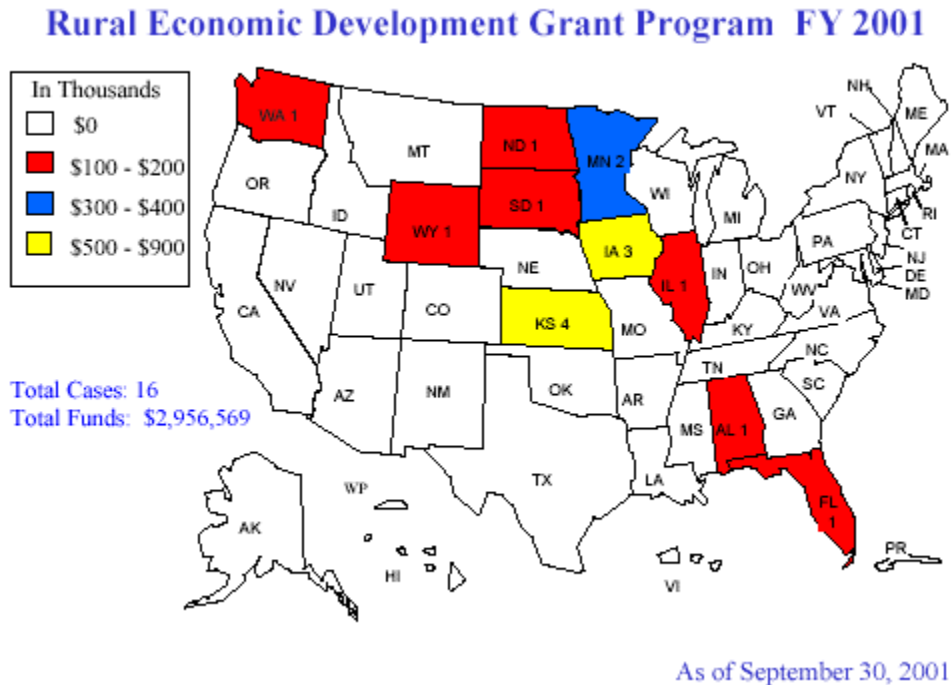 Rural Economic Development Grant Program FY 2001
In Thousands
$0
$100 - $200
$300 - $400
$500 - $900
WA 1
MT
ND 1
MN 2
OR
ID
WY 1
SD 1
WI
MI
NH
VT
ME
MA
NY
RI
CT
PA
NJ
DE
MD
NV
UT
CA
CO
NE
IA 3
IL 1
IN
OH
WV
VA
KS 4
MO
KY
NC
TN
SC
AZ
NM
OK
AR
MS
AL 1
GA
TX
LA
FL
1
Total Cases: 16
Total Funds: $2,956,569
AK
WP
HI
VI
PR
As of September 30, 2001